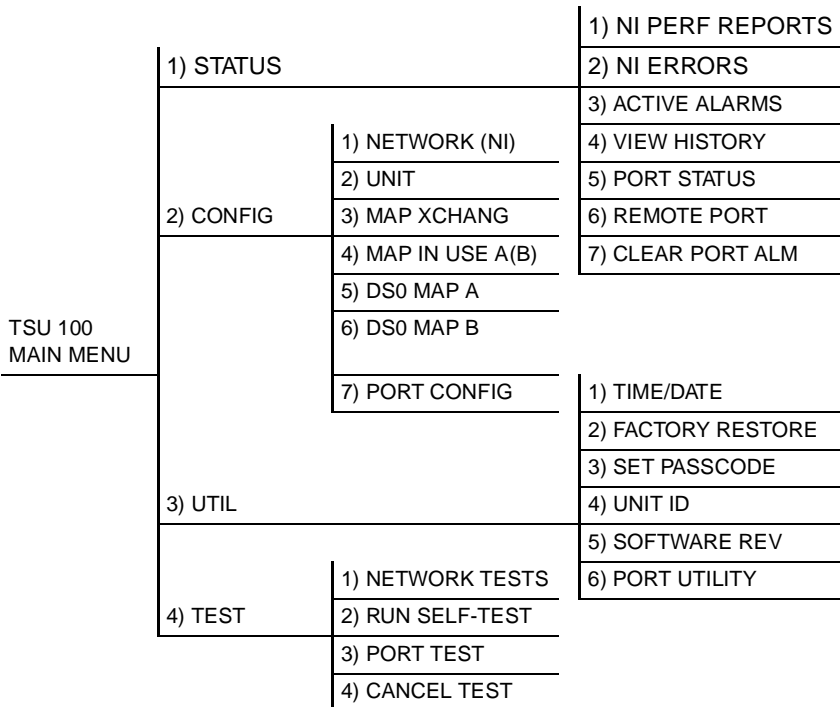 TSU 100
MAIN MENU
1) STATUS
1) NI PERF REPORTS
2) NI ERRORS
3) ACTIVE ALARMS
4) VIEW HISTORY
5) PORT STATUS
6) REMOTE PORT
7) CLEAR PORT ALM
2) CONFIG
1) NETWORK (NI)
2) UNIT
3) MAP XCHANG
4) MAP IN USE A(B)
5) DS0 MAP A
6) DS0 MAP B
7) PORT CONFIG
3) UTIL
1) TIME/DATE
2) FACTORY RESTORE
3) SET PASSCODE
4) UNIT ID
5) SOFTWARE REV
6) PORT UTILITY
4) TEST
1) NETWORK TESTS
2) RUN SELF-TEST
3) PORT TEST
4) CANCEL TEST